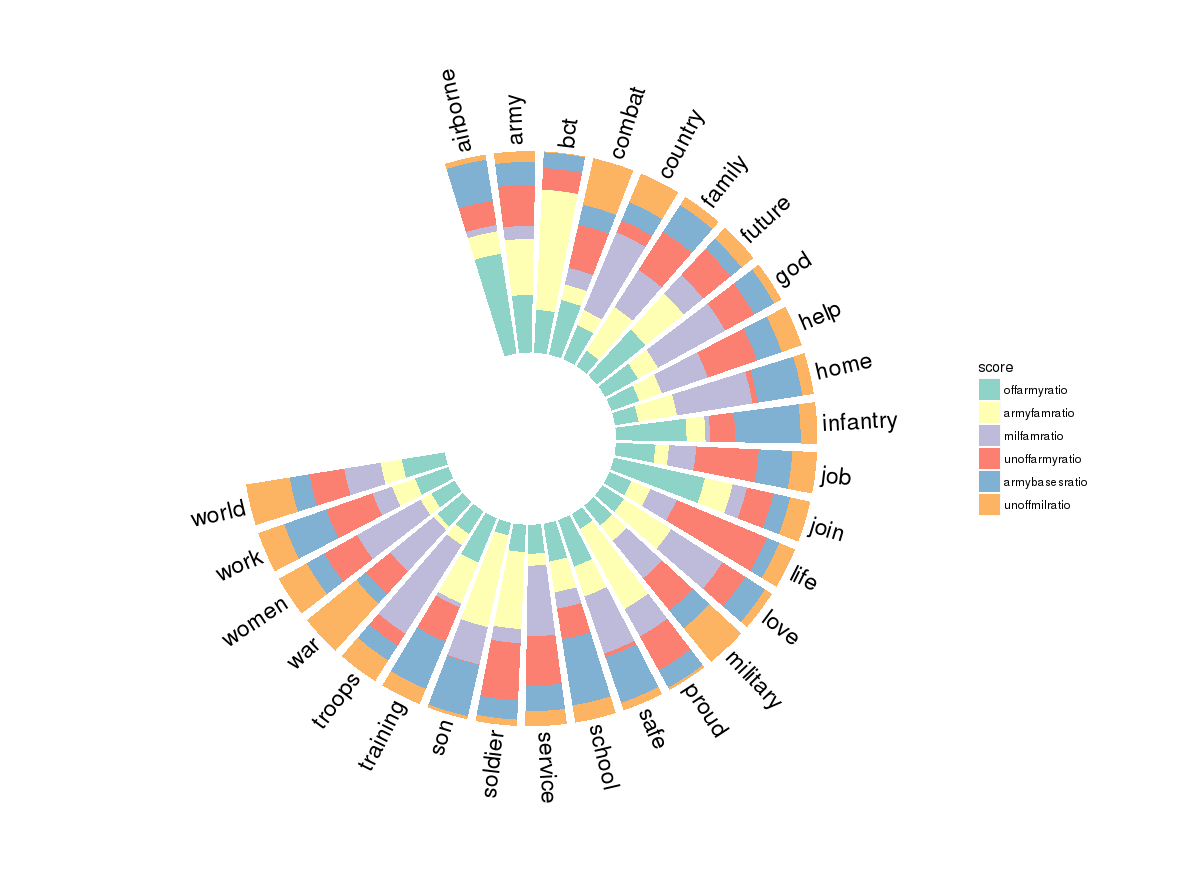 airborne
army
bct
combat
country
family
future
god
help
home
infantry
job
join
life
love
military
proud
safe
school
service
soldier
son
training
troops
war
women
work
world
score
offarmyratio
armyfamratio
milfamratio
unoffarmyratio
armybasesratio
unoffmilratio